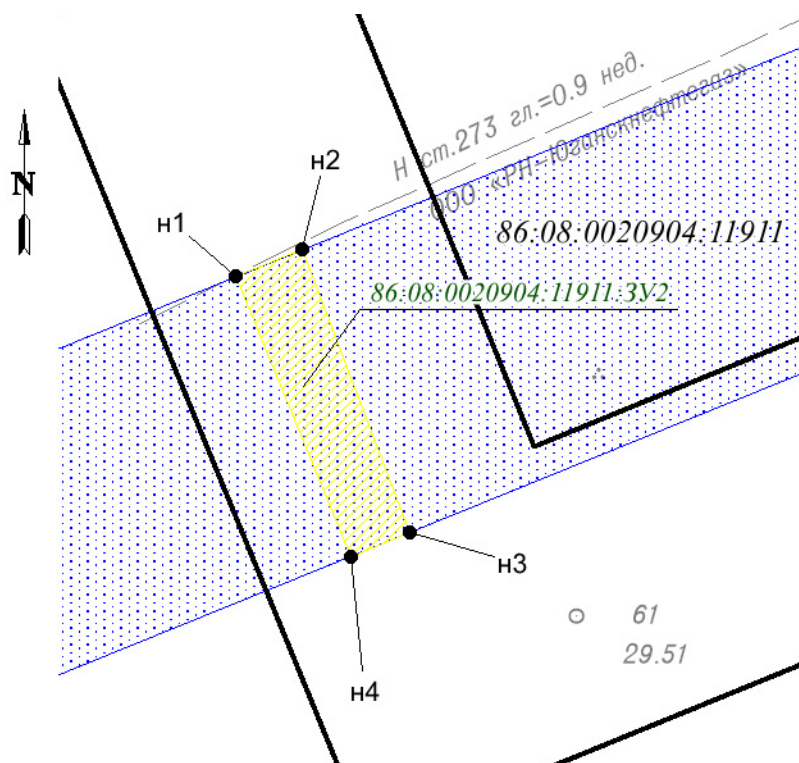 Н ст.273 гл.=0.9 нед.
ООО «РН-Юганскнефтегаз»
N
н2
н1
86:08:0020904:11911
86:08:0020904:11911:ЗУ2
н3
61
29.51
н4